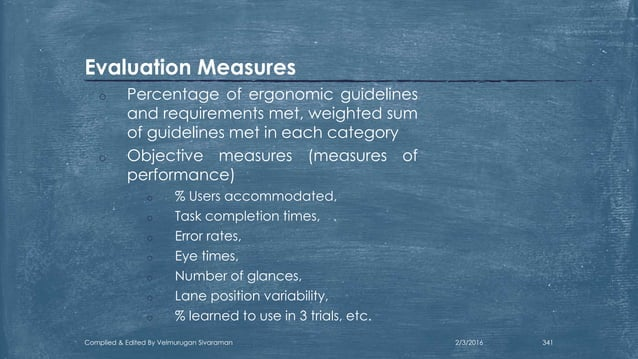 Evaluation Measures
Percentage of ergonomic guidelines
and requirements met, weighted sum
of guidelines met in each category
Objective measures (measures of
performance)
% Users accommodated,
Task completion times, .
Error rates,
Eye times,
Number of glances,
Lane position variability,
% learned to use in 3 trials, etc.
Complied & Edited By Velmurugan Sivaraman 2/3/2016 341